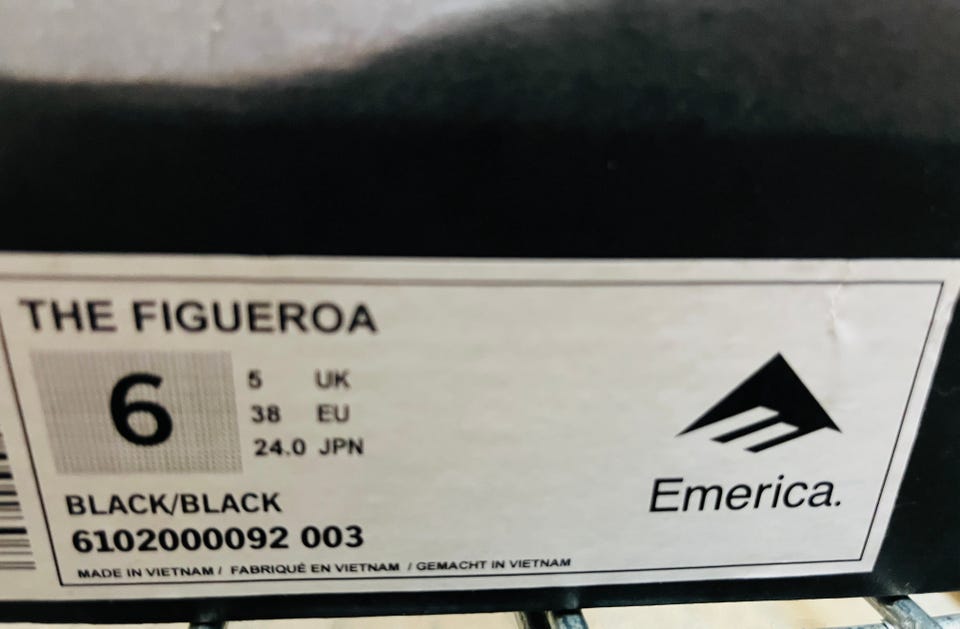 THE FIGUEROA
6
5 UK
38 EU
24.0 JPN
BLACK/BLACK
6102000092 003
MADE IN VIETNAM / FABRIQUÉ EN VIETNAM / GEMACHT IN VIETNAM
Emerica.